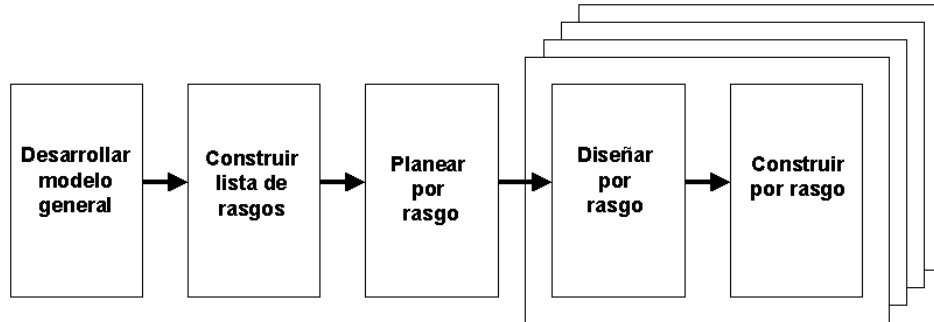 Desarrollar
modelo
general
Construir
lista de
rasgos
Planear
por
rasgo
Diseñar
por
rasgo
Construir
por rasgo